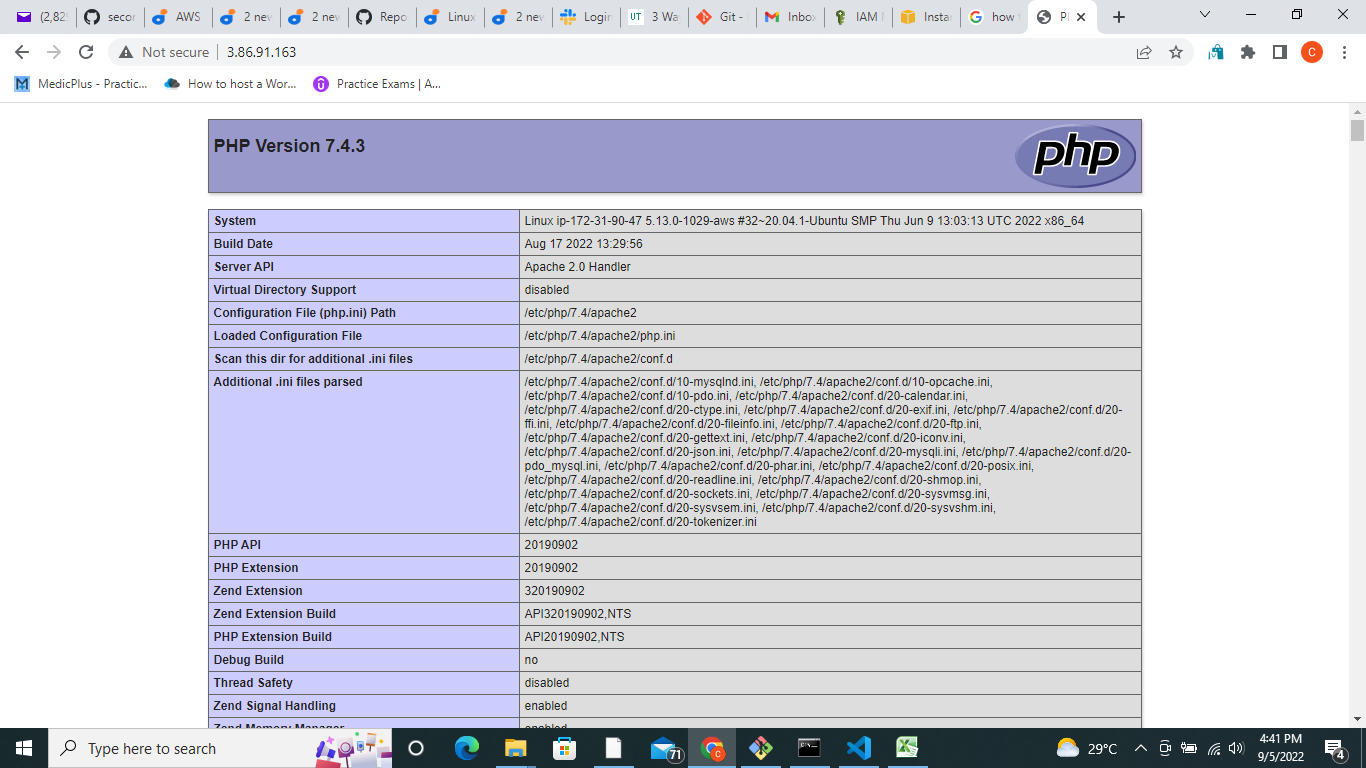 (2,82
secor
AWS
2 new
2 new
Repo
Linux
2 new
Login
UT 3 Wa
Git -
Inbox
IAM
Insta
how
Not secure 3.86.91.163
C
MedicPlus - Practic... How to host a Wor... Practice Exams | A...
PHP Version 7.4.3
php
System Linux ip-172-31-90-47 5.13.0-1029-aws #32~20.04.1-Ubuntu SMP Thu Jun 9 13:03:13 UTC 2022 x86_64
Build Date Aug 17 2022 13:29:56
Server API Apache 2.0 Handler
Virtual Directory Support disabled
Configuration File (php.ini) Path /etc/php/7.4/apache2
Loaded Configuration File /etc/php/7.4/apache2/php.ini
Scan this dir for additional .ini files /etc/php/7.4/apache2/conf.d
Additional .ini files parsed /etc/php/7.4/apache2/conf.d/10-mysqlnd.ini, /etc/php/7.4/apache2/conf.d/10-opcache.ini,
/etc/php/7.4/apache2/conf.d/10-pdo.ini, /etc/php/7.4/apache2/conf.d/20-calendar.ini,
/etc/php/7.4/apache2/conf.d/20-ctype.ini, /etc/php/7.4/apache2/conf.d/20-exif.ini, /etc/php/7.4/apache2/conf.d/20-
ffi.ini, /etc/php/7.4/apache2/conf.d/20-fileinfo.ini, /etc/php/7.4/apache2/conf.d/20-ftp.ini,
/etc/php/7.4/apache2/conf.d/20-gettext.ini, /etc/php/7.4/apache2/conf.d/20-iconv.ini,
/etc/php/7.4/apache2/conf.d/20-json.ini, /etc/php/7.4/apache2/conf.d/20-mysqli.ini, /etc/php/7.4/apache2/conf.d/20-
pdo_mysql.ini, /etc/php/7.4/apache2/conf.d/20-phar.ini, /etc/php/7.4/apache2/conf.d/20-posix.ini,
/etc/php/7.4/apache2/conf.d/20-readline.ini, /etc/php/7.4/apache2/conf.d/20-shmop.ini,
/etc/php/7.4/apache2/conf.d/20-sockets.ini, /etc/php/7.4/apache2/conf.d/20-sysvmsg.ini,
/etc/php/7.4/apache2/conf.d/20-sysvsem.ini, /etc/php/7.4/apache2/conf.d/20-sysvshm.ini,
/etc/php/7.4/apache2/conf.d/20-tokenizer.ini
PHP API 20190902
PHP Extension 20190902
Zend Extension 320190902
Zend Extension Build API320190902,NTS
PHP Extension Build API20190902,NTS
Debug Build no
Thread Safety disabled
Zend Signal Handling enabled
Zend Memory Manager enabled
Type here to search
71
C
29°C
4:41 PM
9/5/2022
4